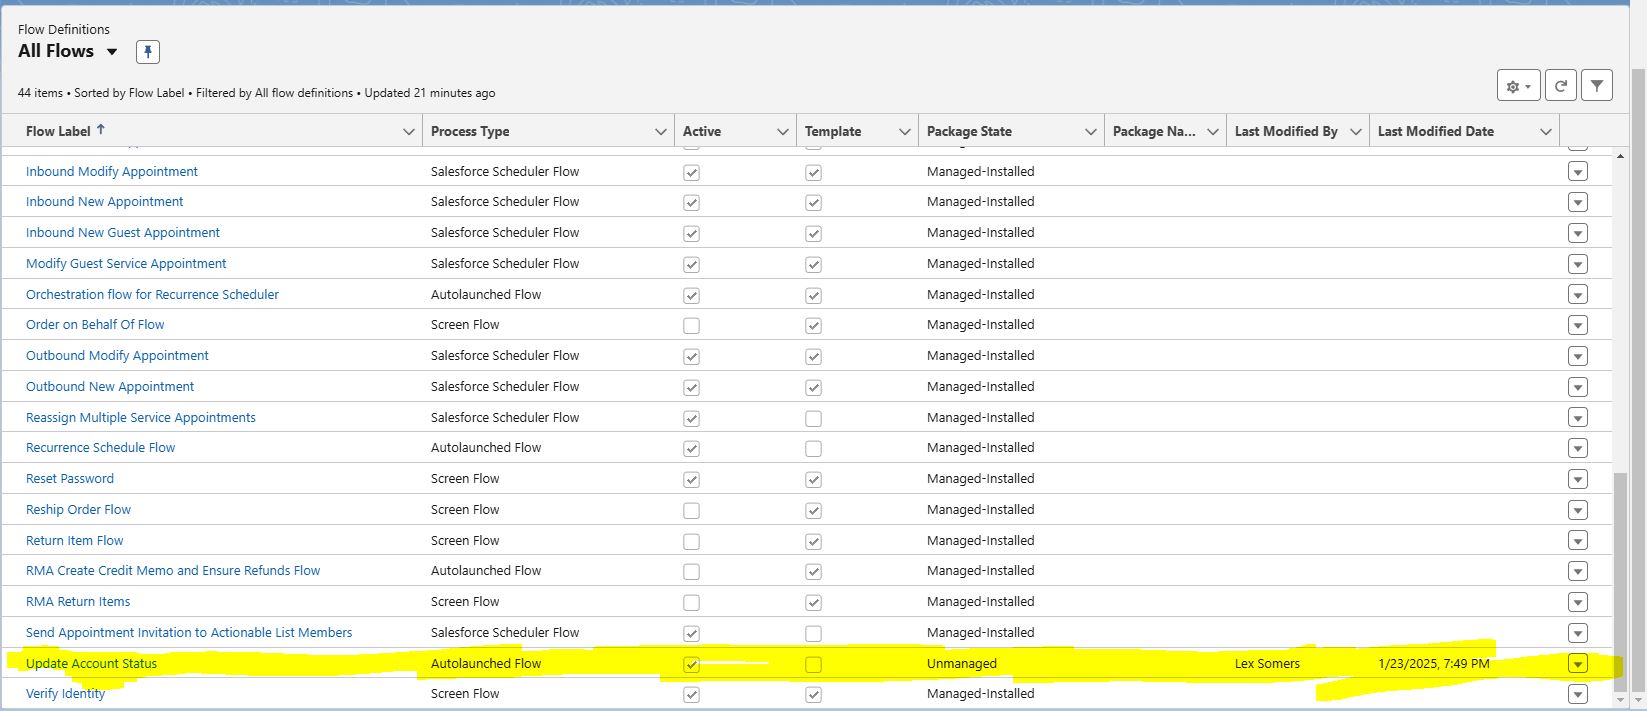 Flow Definitions
All Flows
44 items • Sorted by Flow Label • Filtered by All flow definitions • Updated 21 minutes ago
Flow Label Process Type Active Template Package State Package Na... Last Modified By Last Modified Date
Inbound Modify Appointment Salesforce Scheduler Flow Managed-Installed
Inbound New Appointment Salesforce Scheduler Flow Managed-Installed
Inbound New Guest Appointment Salesforce Scheduler Flow Managed-Installed
Modify Guest Service Appointment Salesforce Scheduler Flow Managed-Installed
Orchestration flow for Recurrence Scheduler Autolaunched Flow Managed-Installed
Order on Behalf Of Flow Screen Flow Managed-Installed
Outbound Modify Appointment Salesforce Scheduler Flow Managed-Installed
Outbound New Appointment Salesforce Scheduler Flow Managed-Installed
Reassign Multiple Service Appointments Salesforce Scheduler Flow Managed-Installed
Recurrence Schedule Flow Autolaunched Flow Managed-Installed
Reset Password Screen Flow Managed-Installed
Reship Order Flow Screen Flow Managed-Installed
Return Item Flow Screen Flow Managed-Installed
RMA Create Credit Memo and Ensure Refunds Flow Autolaunched Flow Managed-Installed
RMA Return Items Screen Flow Managed-Installed
Send Appointment Invitation to Actionable List Members Salesforce Scheduler Flow Managed-Installed
Update Account Status Autolaunched Flow Unmanaged Lex Somers 1/23/2025, 7:49 PM
Verify Identity Screen Flow Managed-Installed